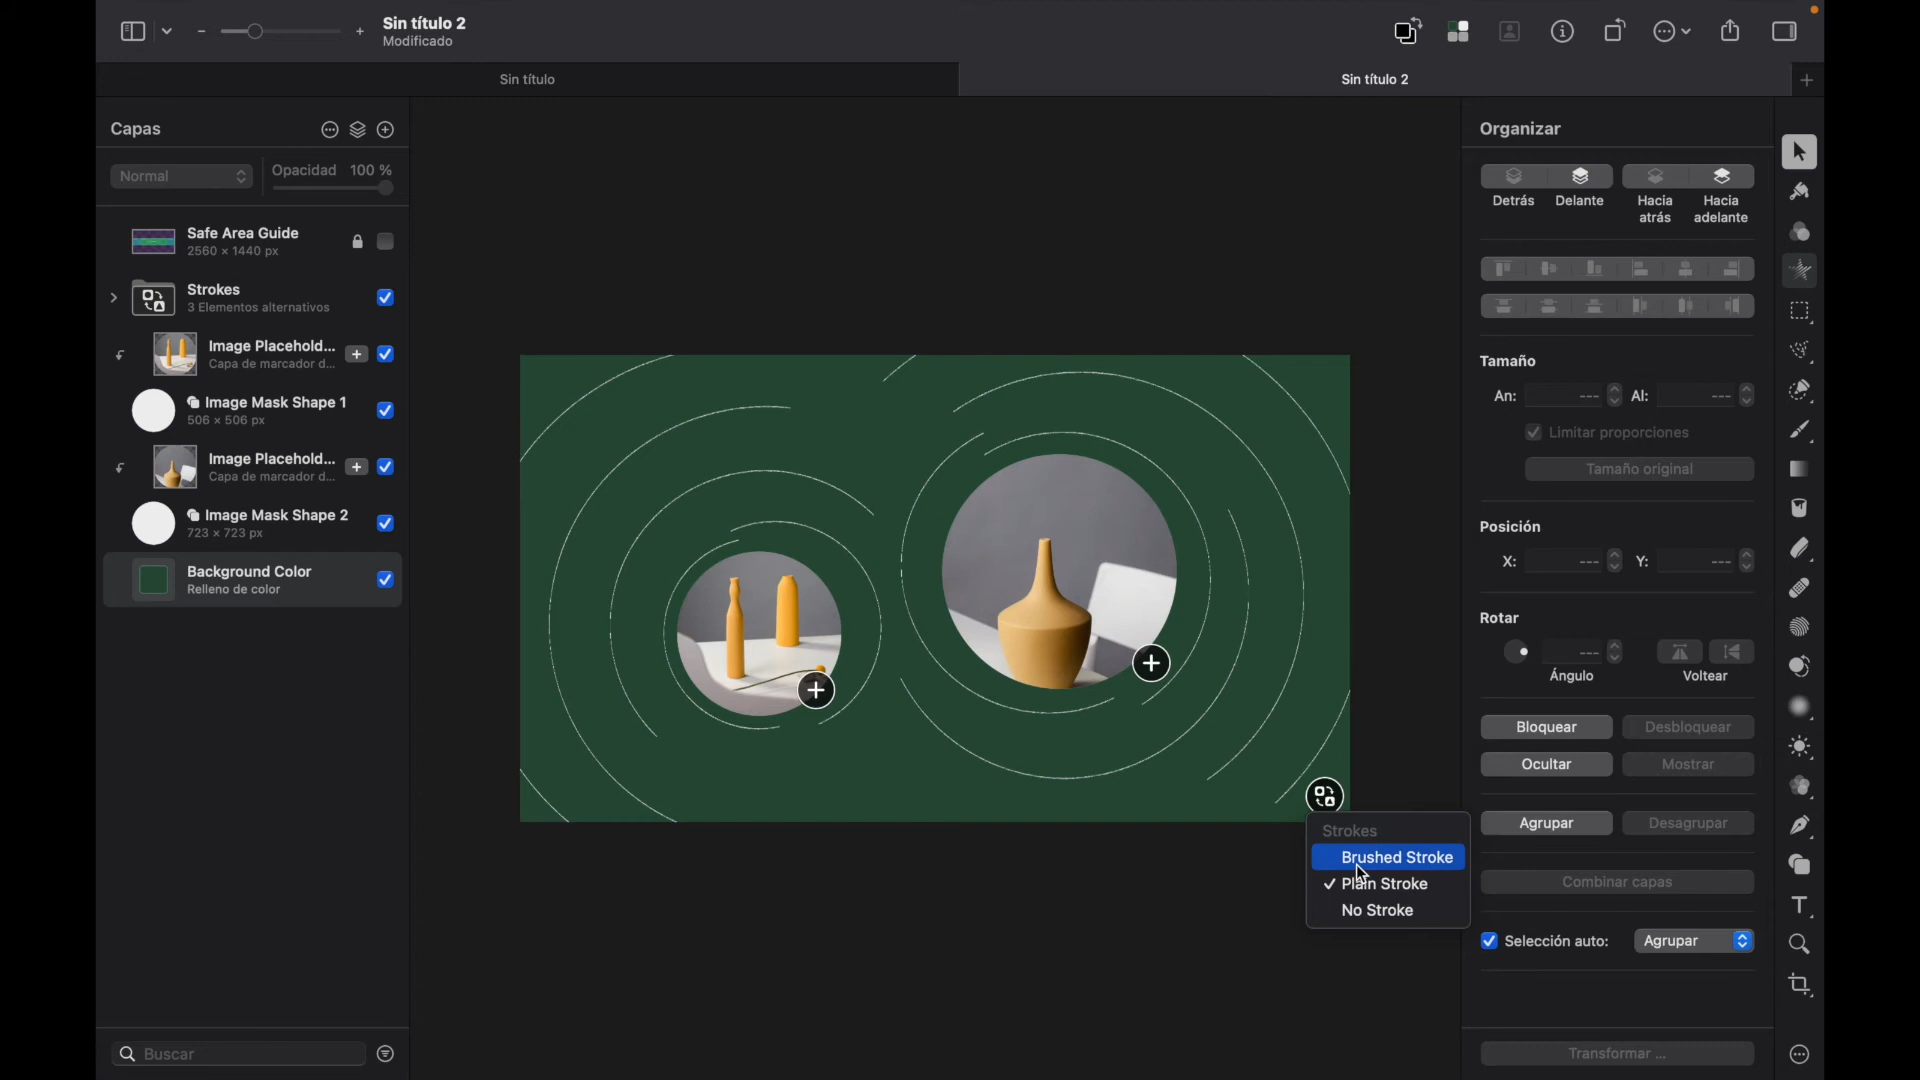 Sin título 2
Modificado
Sin título
Sin título 2
Capas
Normal
Opacidad 100 %
Safe Area Guide
2560 × 1440 px
Strokes
3 Elementos alternativos
Image Placehold...
Capa de marcador d...
Image Mask Shape 1
506 × 506 px
Image Placehold...
Capa de marcador d...
Image Mask Shape 2
723 × 723 px
Background Color
Relleno de color
Buscar
Strokes
Brushed Stroke
Plain Stroke
No Stroke
Organizar
Detrás
Delante
Hacia atrás
Hacia adelante
Tamaño
An: ---
Al: ---
Limitar proporciones
Tamaño original
Posición
X: ---
Y: ---
Rotar
---
Ángulo
Voltear
Bloquear
Desbloquear
Ocultar
Mostrar
Agrupar
Desagrupar
Combinar capas
Selección auto:
Agrupar
Transformar ...